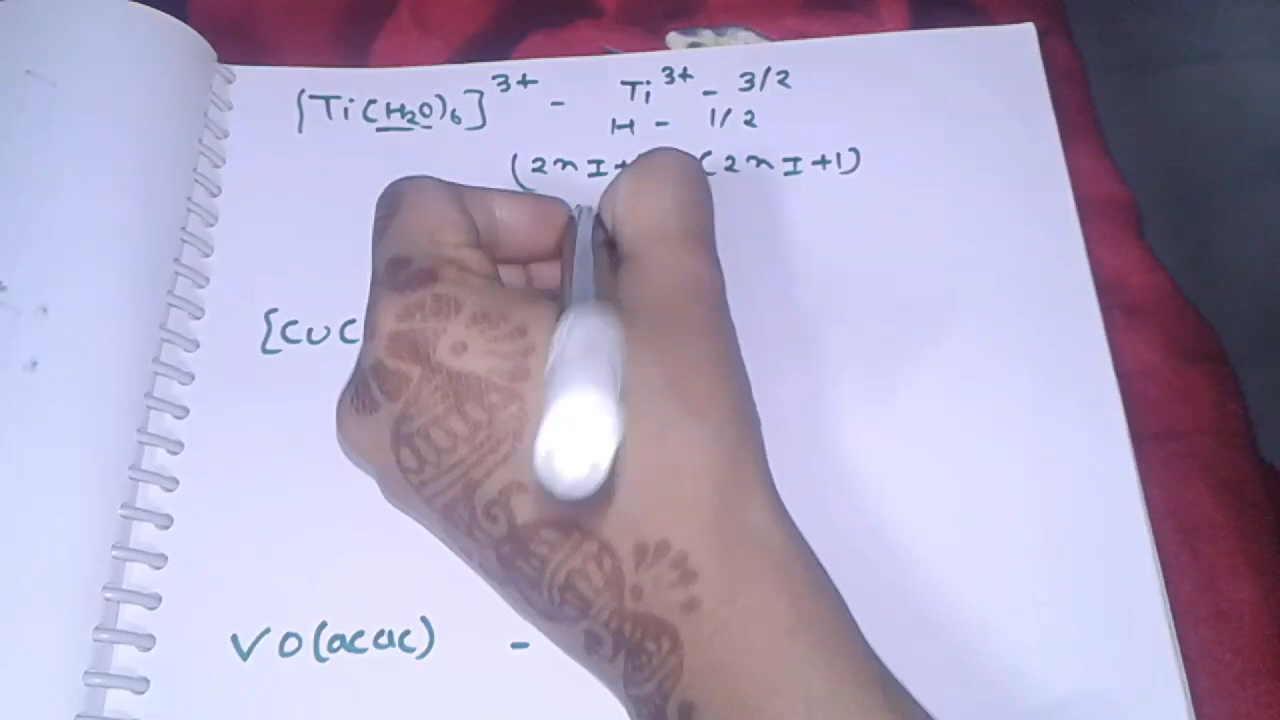 [Ti(H2O)6]3+ - Ti3+ - 3/2
H - 1/2
(2nI+ (2nI+1)
[CUC
VO(acac) -